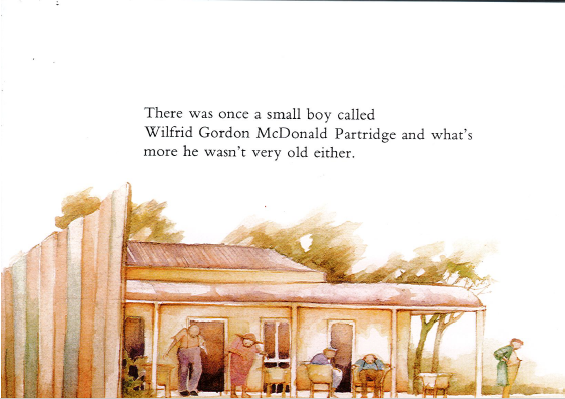 There was once a small boy called
Wilfrid Gordon McDonald Partridge and what's
more he wasn't very old either.